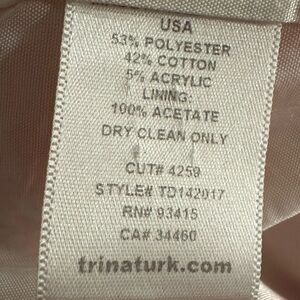 USA
53% POLYESTER
42% COTTON
5% ACRYLIC
LINING:
100% ACETATE
DRY CLEAN ONLY
CUT# 4259
STYLE# TD142017
RN# 93415
CA# 34460
trinaturk.com